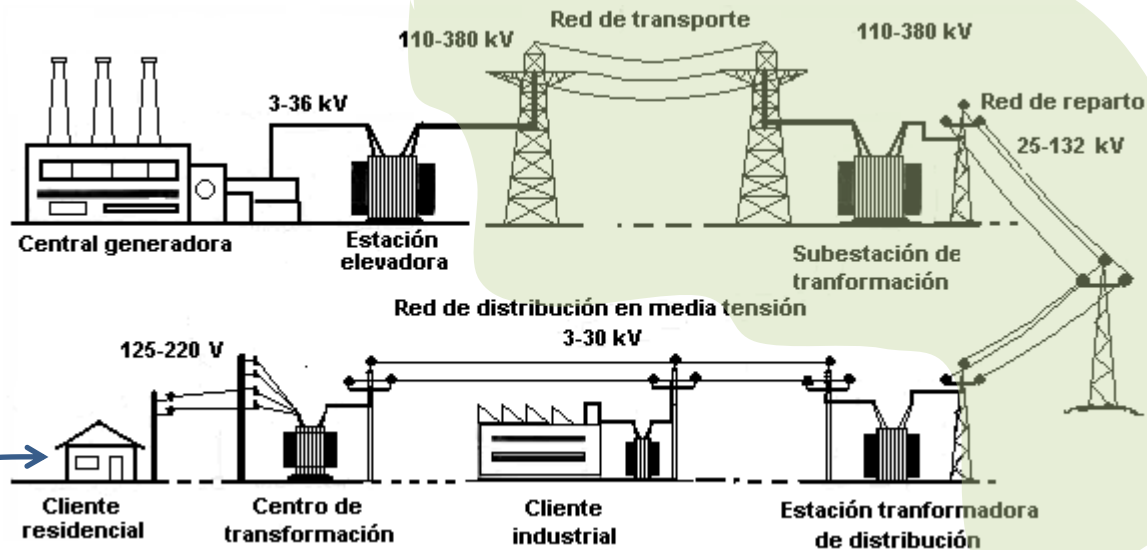 Red de transporte
110-380 kV
110-380 kV
3-36 kV
Red de reparto
25-132 kV
Central generadora
Estación
elevadora
Subestación de
tranformación
Red de distribución en media tensión
3-30 kV
125-220 V
Cliente
residencial
Centro de
transformación
Cliente
industrial
Estación tranformadora
de distribución